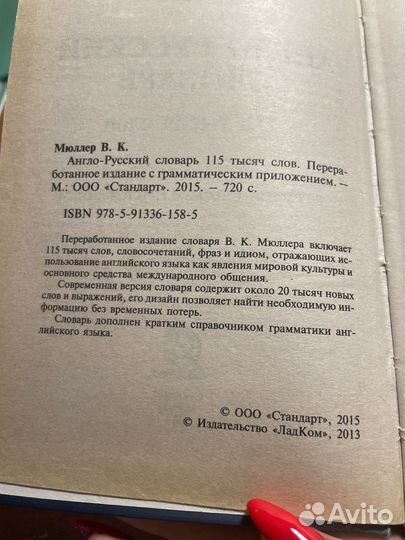 Мюллер В. К.
Англо-Русский словарь 115 тысяч слов. Перера-
ботанное издание с грамматическим приложением. –
М.: ООО «Стандарт». 2015. – 720 с.
ISBN 978-5-91336-158-5
Переработанное издание словаря В. К. Мюллера включает
115 тысяч слов, словосочетаний, фраз и идиом, отражающих ис-
пользование английского языка как явления мировой культуры и
основного средства международного общения.
Современная версия словаря содержит около 20 тысяч новых
слов и выражений, его дизайн позволяет найти необходимую ин-
формацию без временных потерь.
Словарь дополнен кратким справочником грамматики анг-
лийского языка.
© ООО «Стандарт», 2015
© Издательство «ЛадКом», 2013
Avito